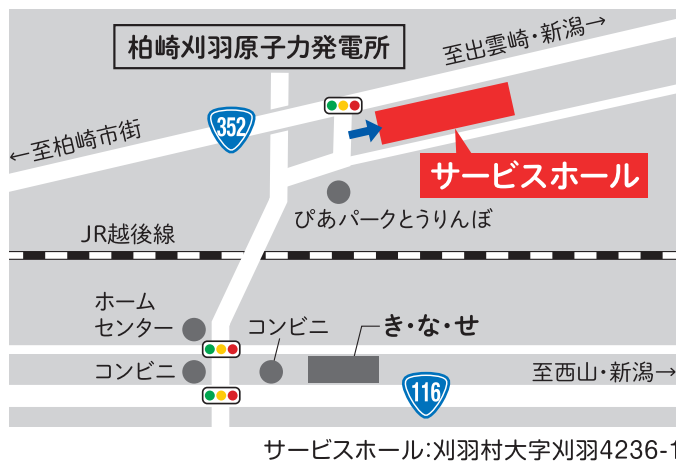 柏崎刈羽原子力発電所
至出雲崎・新潟→
352
←至柏崎市街
サービスホール
ぴあパークとうりんぼ
JR越後線
ホーム
センター
コンビニ
き・な・せ
コンビニ
至西山・新潟→
116
サービスホール:刈羽村大字刈羽4236-1